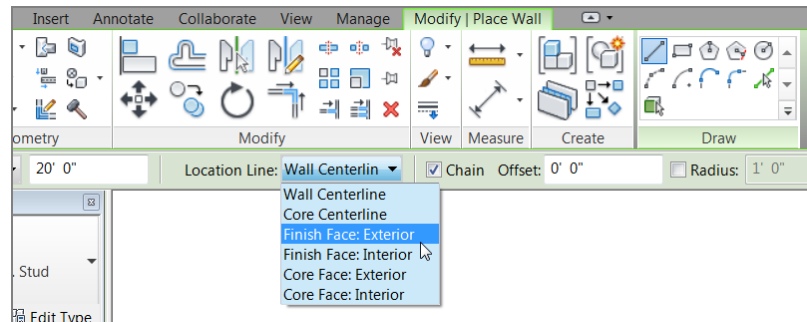 Insert Annotate Collaborate View Manage Modify | Place Wall
ometry Modify View Measure Create Draw
20' 0" Location Line: Wall Centerlin Chain Offset: 0' 0" Radius: 1' 0"
Wall Centerline
Core Centerline
Finish Face: Exterior
Finish Face: Interior
. Stud
Core Face: Exterior
Core Face: Interior
Edit Type